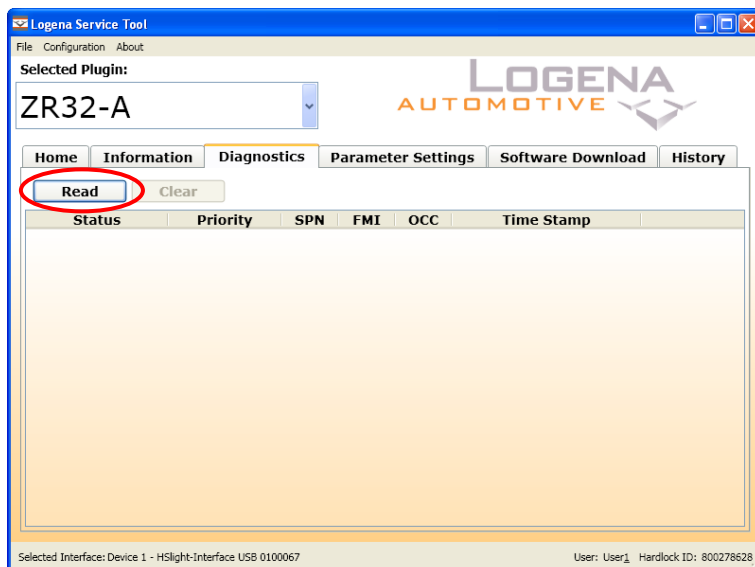 Logena Service Tool
File Configuration About
Selected Plugin:
ZR32-A
LOGENA
AUTOMOTIVE
Home Information Diagnostics Parameter Settings Software Download History
Read Clear
Status Priority SPN FMI OCC Time Stamp
Selected Interface: Device 1 - HSlight-Interface USB 0100067 User: User1 Hardlock ID: 800278628